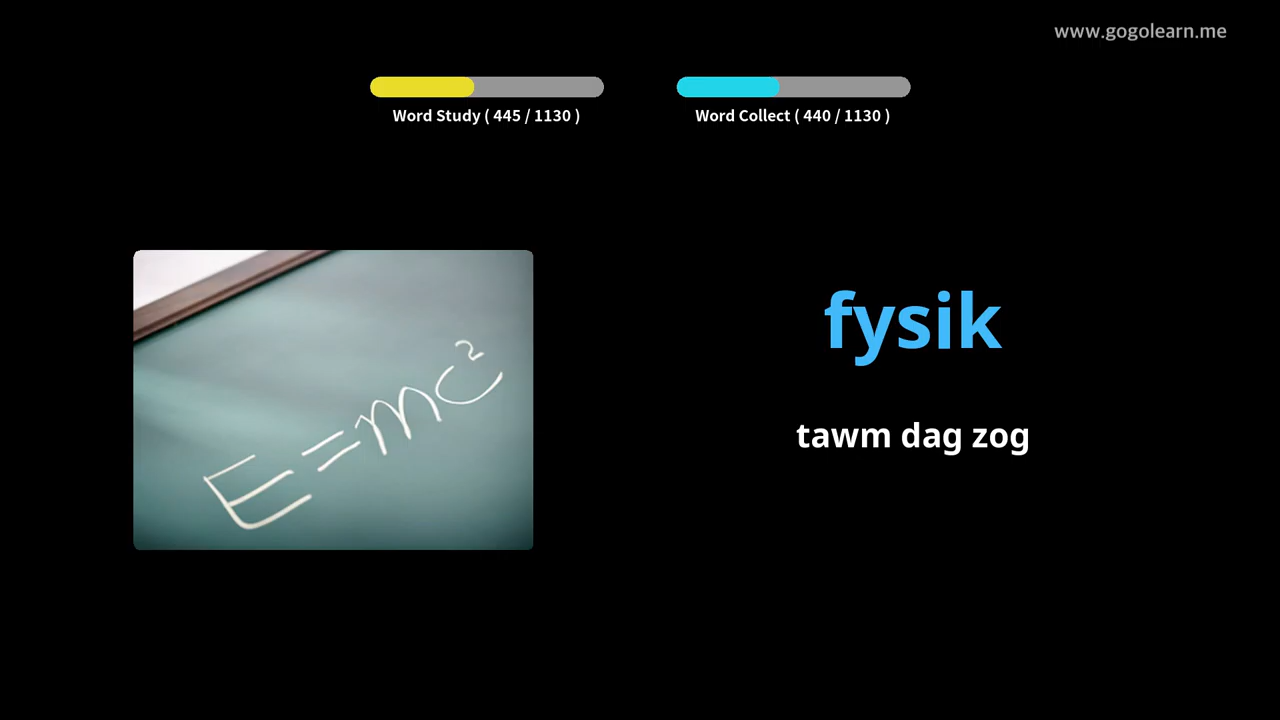 www.gogolearn.me
Word Study ( 445 / 1130 )
Word Collect ( 440 / 1130 )
E=mc²
fysik
tawm dag zog